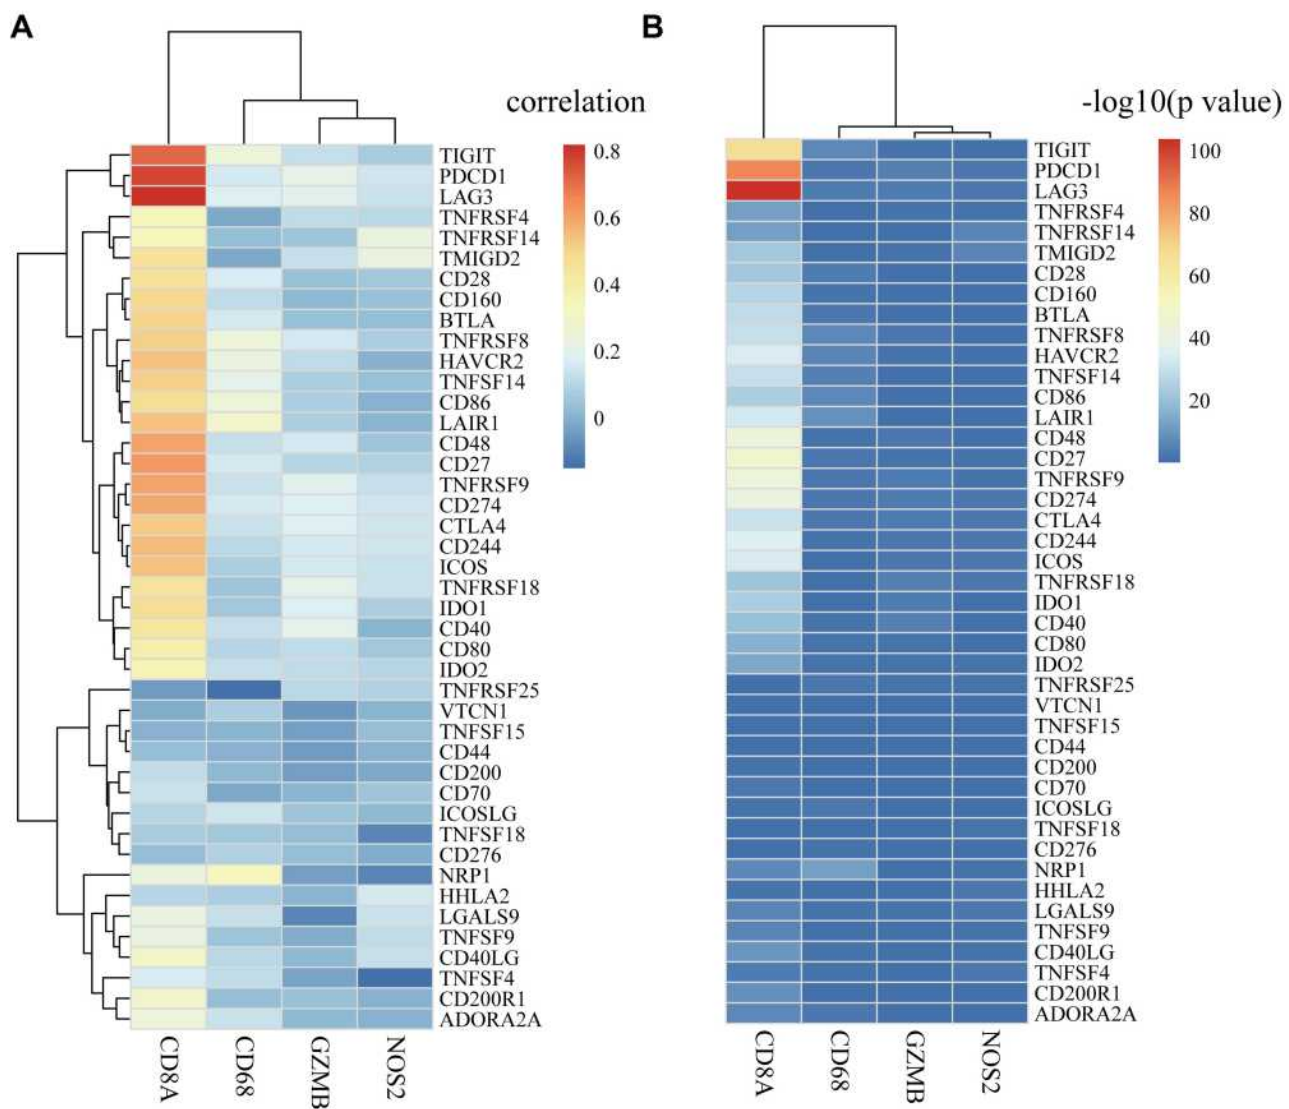 A
correlation
0.8
0.6
0.4
0.2
0
TIGIT
PDCD1
LAG3
TNFRSF4
TNFRSF14
TMIGD2
CD28
CD160
BTLA
TNFRSF8
HAVCR2
TNFSF14
CD86
LAIR1
CD48
CD27
TNFRSF9
CD274
CTLA4
CD244
ICOS
TNFRSF18
IDO1
CD40
CD80
IDO2
TNFRSF25
VTCN1
TNFSF15
CD44
CD200
CD70
ICOSLG
TNFSF18
CD276
NRP1
HHLA2
LGALS9
TNFSF9
CD40LG
TNFSF4
CD200R1
ADORA2A
CD8A
CD68
GZMB
NOS2
B
-log10(p value)
100
80
60
40
20
TIGIT
PDCD1
LAG3
TNFRSF4
TNFRSF14
TMIGD2
CD28
CD160
BTLA
TNFRSF8
HAVCR2
TNFSF14
CD86
LAIR1
CD48
CD27
TNFRSF9
CD274
CTLA4
CD244
ICOS
TNFRSF18
IDO1
CD40
CD80
IDO2
TNFRSF25
VTCN1
TNFSF15
CD44
CD200
CD70
ICOSLG
TNFSF18
CD276
NRP1
HHLA2
LGALS9
TNFSF9
CD40LG
TNFSF4
CD200R1
ADORA2A
CD8A
CD68
GZMB
NOS2